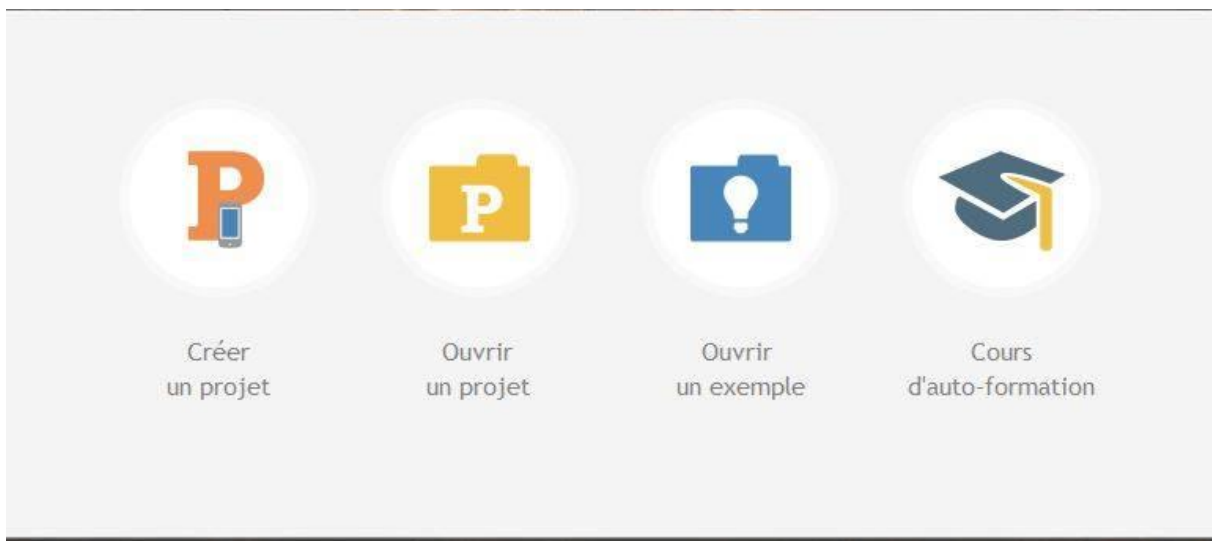 P
P
Créer
un projet
Ouvrir
un projet
Ouvrir
un exemple
Cours
d'auto-formation